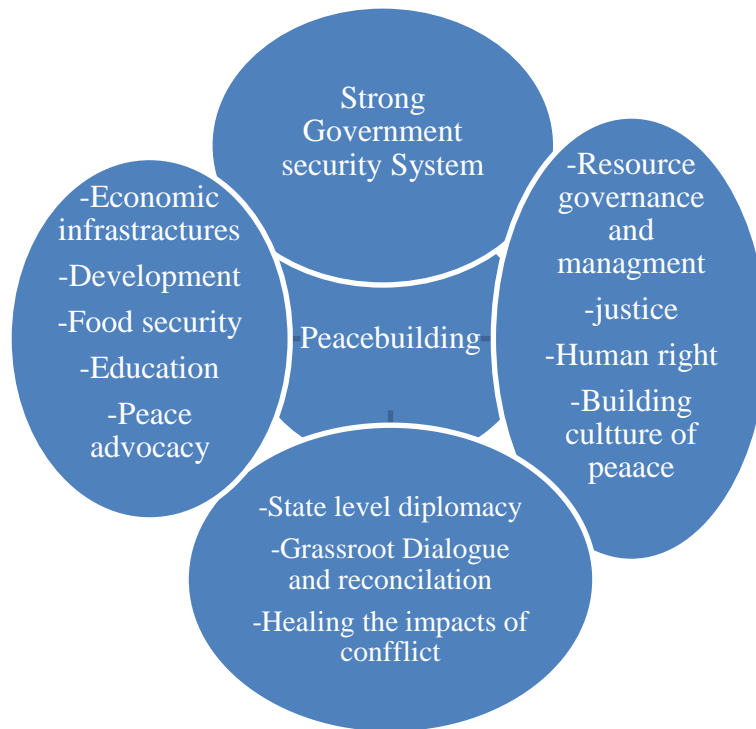 Strong
Government
security System
-Economic
infrastractures
-Development
-Food security
-Education
-Peace
advocacy
Peacebuilding
-Resource
governance
and
managment
-justice
-Human right
-Building
cultture of
peaace
-State level diplomacy
-Grassroot Dialogue
and reconcilation
-Healing the impacts of
confflict